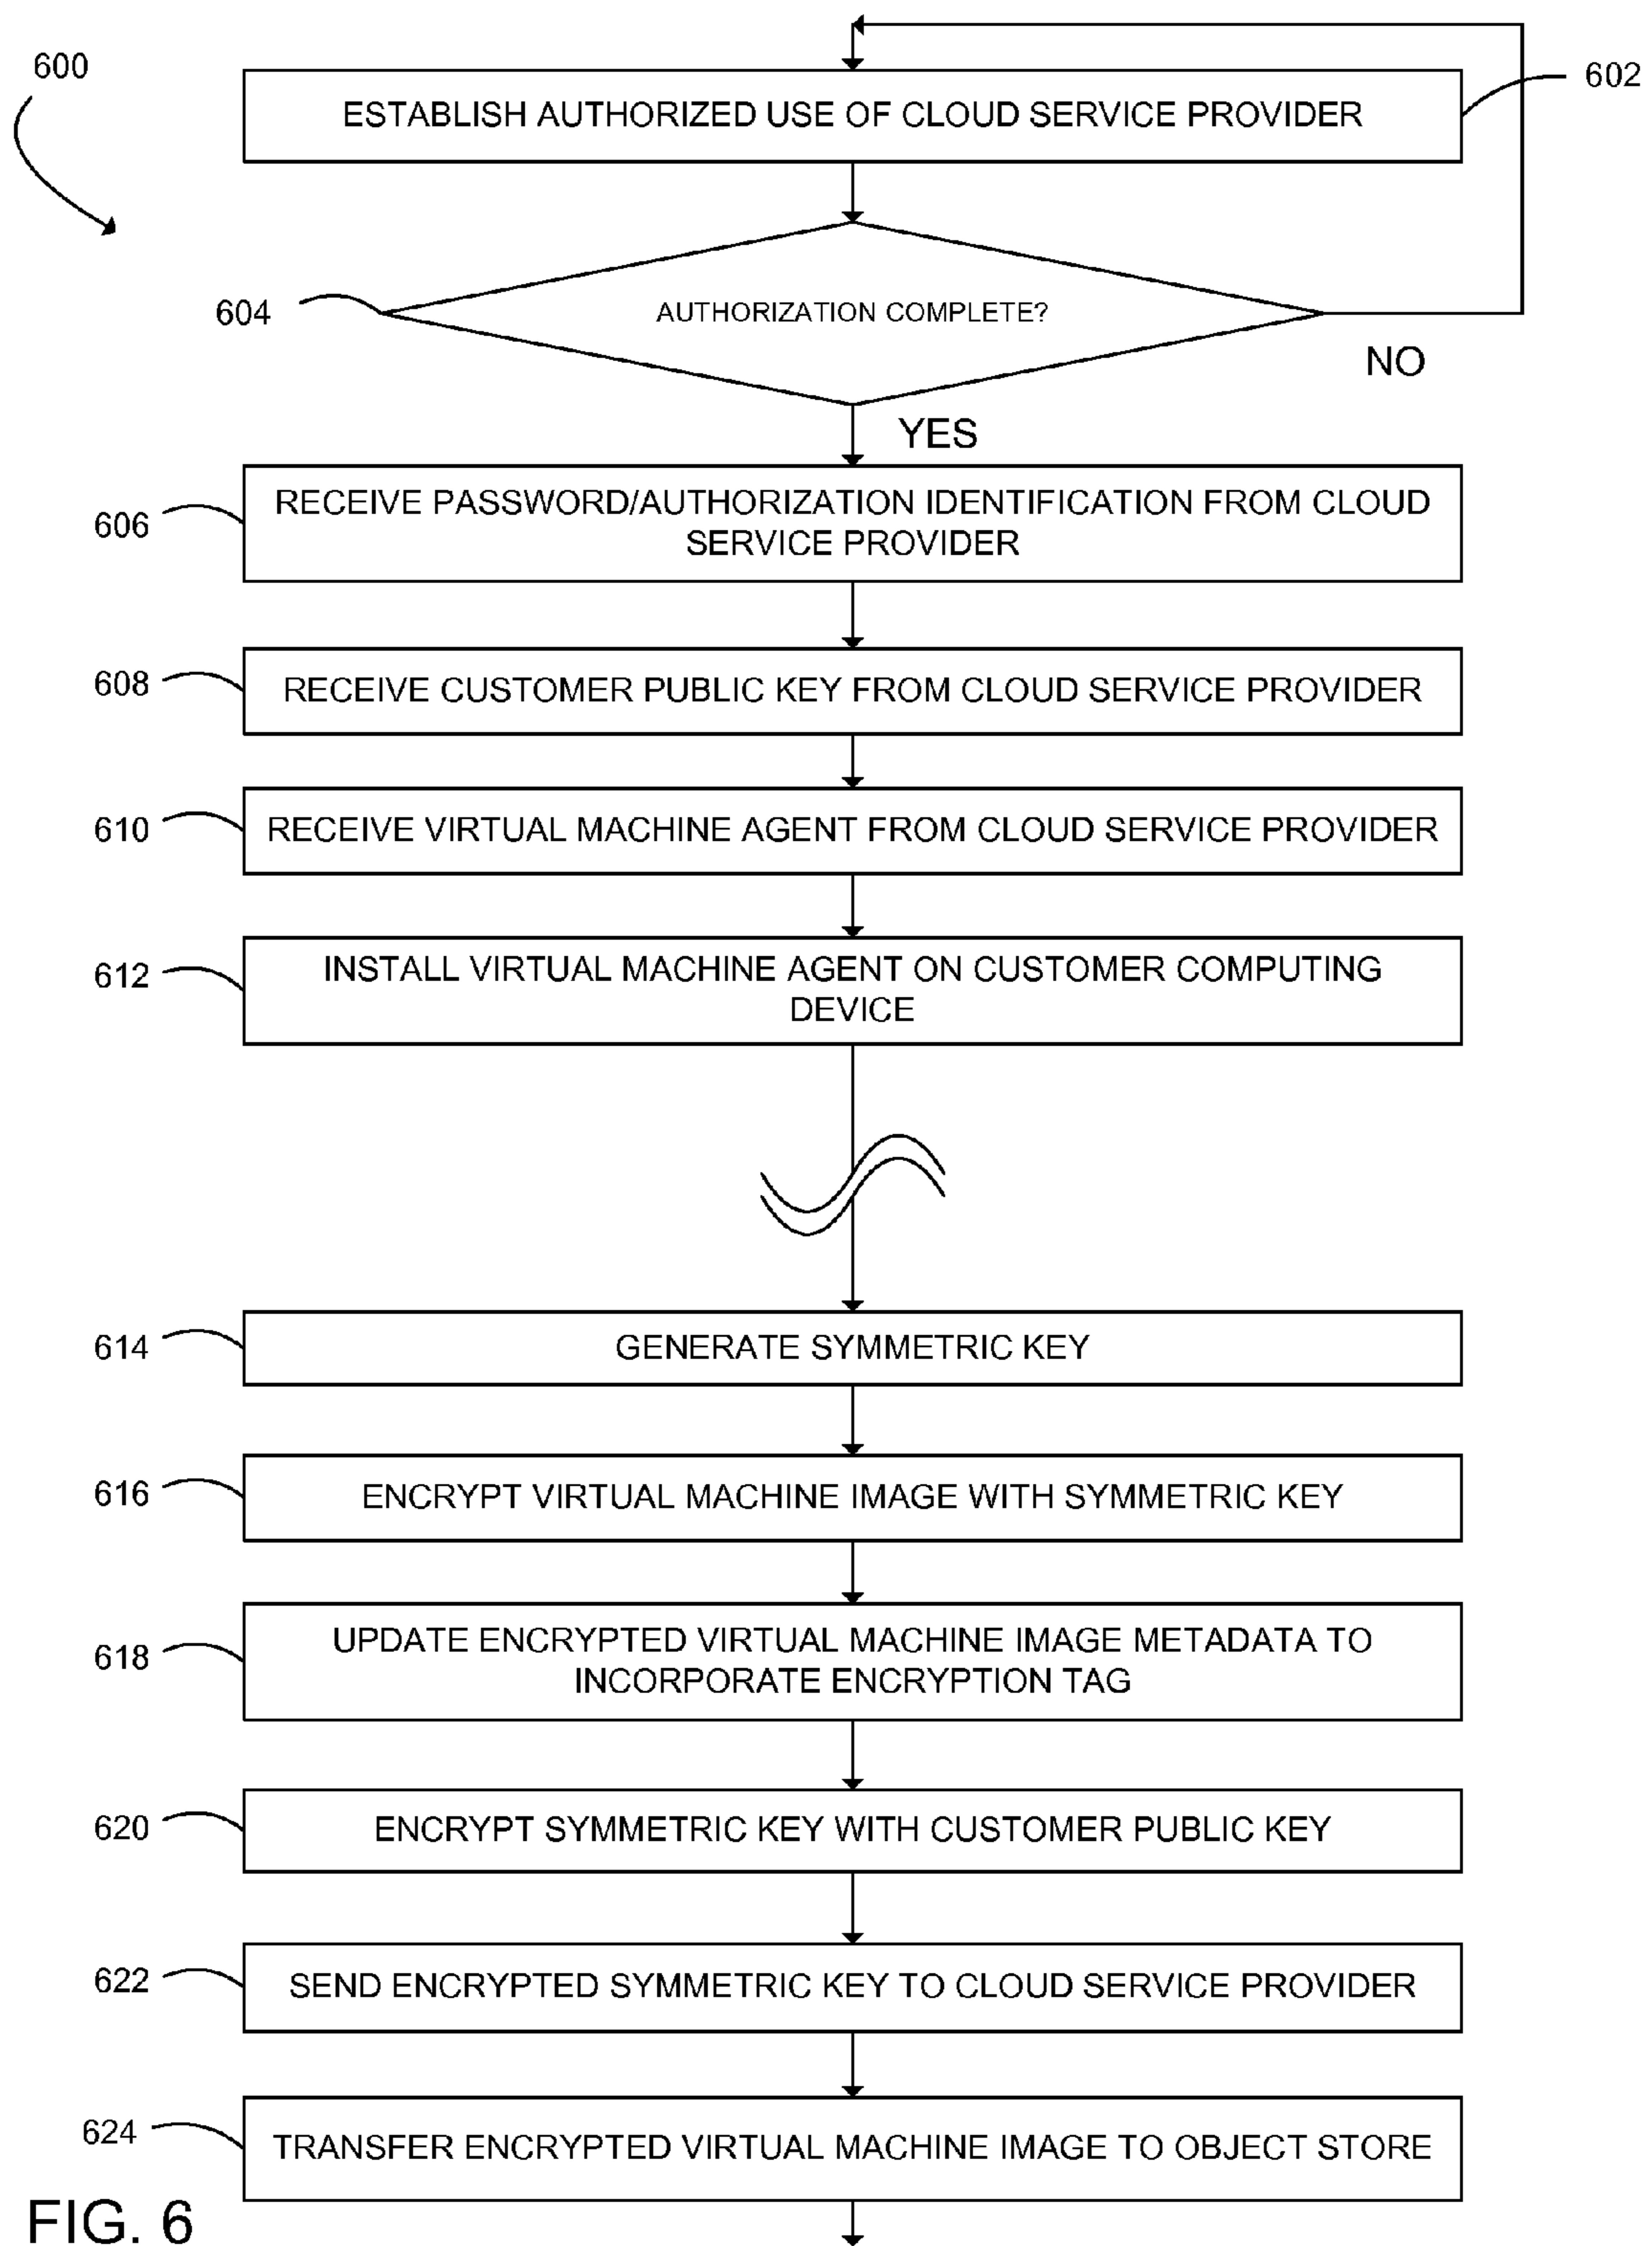 600
602
ESTABLISH AUTHORIZED USE OF CLOUD SERVICE PROVIDER
604
AUTHORIZATION COMPLETE?
NO
YES
606
RECEIVE PASSWORD/AUTHORIZATION IDENTIFICATION FROM CLOUD
SERVICE PROVIDER
608
RECEIVE CUSTOMER PUBLIC KEY FROM CLOUD SERVICE PROVIDER
610
RECEIVE VIRTUAL MACHINE AGENT FROM CLOUD SERVICE PROVIDER
612
INSTALL VIRTUAL MACHINE AGENT ON CUSTOMER COMPUTING
DEVICE
614
GENERATE SYMMETRIC KEY
616
ENCRYPT VIRTUAL MACHINE IMAGE WITH SYMMETRIC KEY
618
UPDATE ENCRYPTED VIRTUAL MACHINE IMAGE METADATA TO
INCORPORATE ENCRYPTION TAG
620
ENCRYPT SYMMETRIC KEY WITH CUSTOMER PUBLIC KEY
622
SEND ENCRYPTED SYMMETRIC KEY TO CLOUD SERVICE PROVIDER
624
TRANSFER ENCRYPTED VIRTUAL MACHINE IMAGE TO OBJECT STORE
FIG. 6